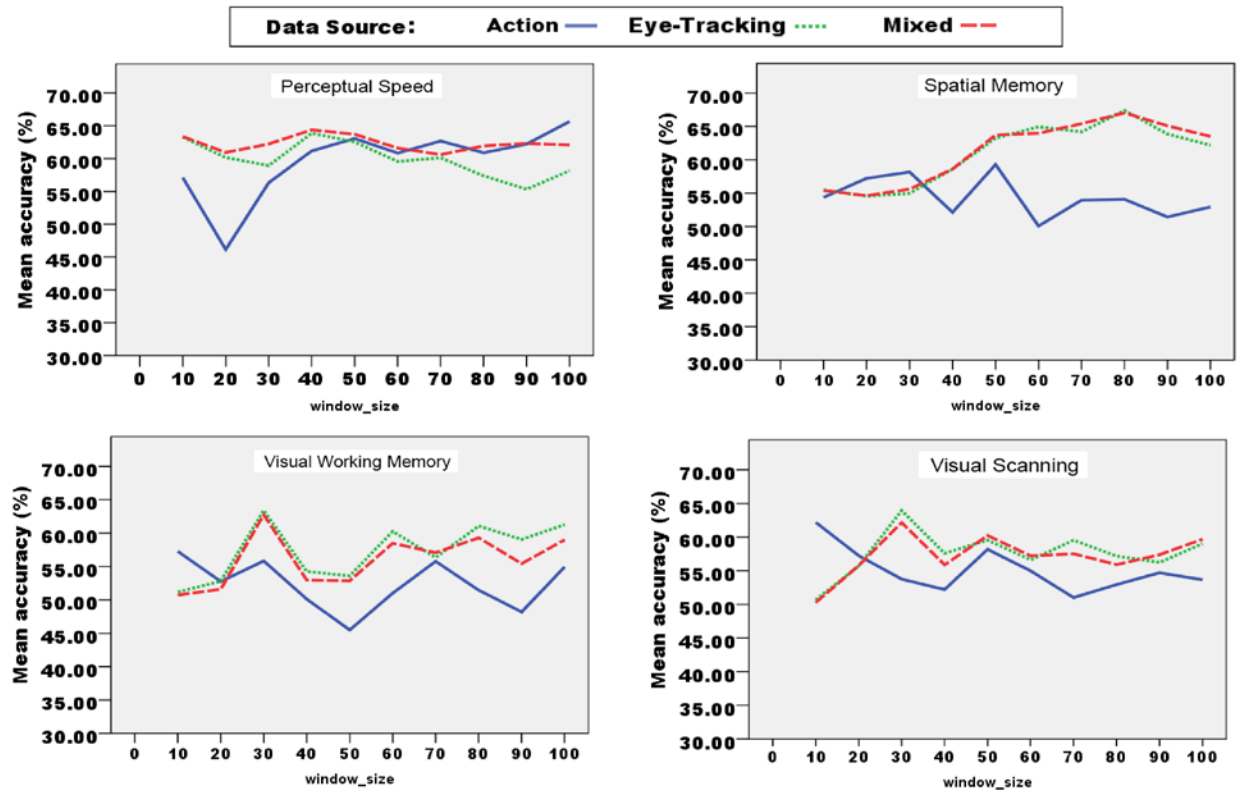 Data Source: Action Eye-Tracking Mixed
Perceptual Speed
Mean accuracy (%)
70.00
65.00
60.00
55.00
50.00
45.00
40.00
35.00
30.00
0 10 20 30 40 50 60 70 80 90 100
window_size
Spatial Memory
Mean accuracy (%)
70.00
65.00
60.00
55.00
50.00
45.00
40.00
35.00
30.00
0 10 20 30 40 50 60 70 80 90 100
window_size
Visual Working Memory
Mean accuracy (%)
70.00
65.00
60.00
55.00
50.00
45.00
40.00
35.00
30.00
0 10 20 30 40 50 60 70 80 90 100
window_size
Visual Scanning
Mean accuracy (%)
70.00
65.00
60.00
55.00
50.00
45.00
40.00
35.00
30.00
0 10 20 30 40 50 60 70 80 90 100
window_size